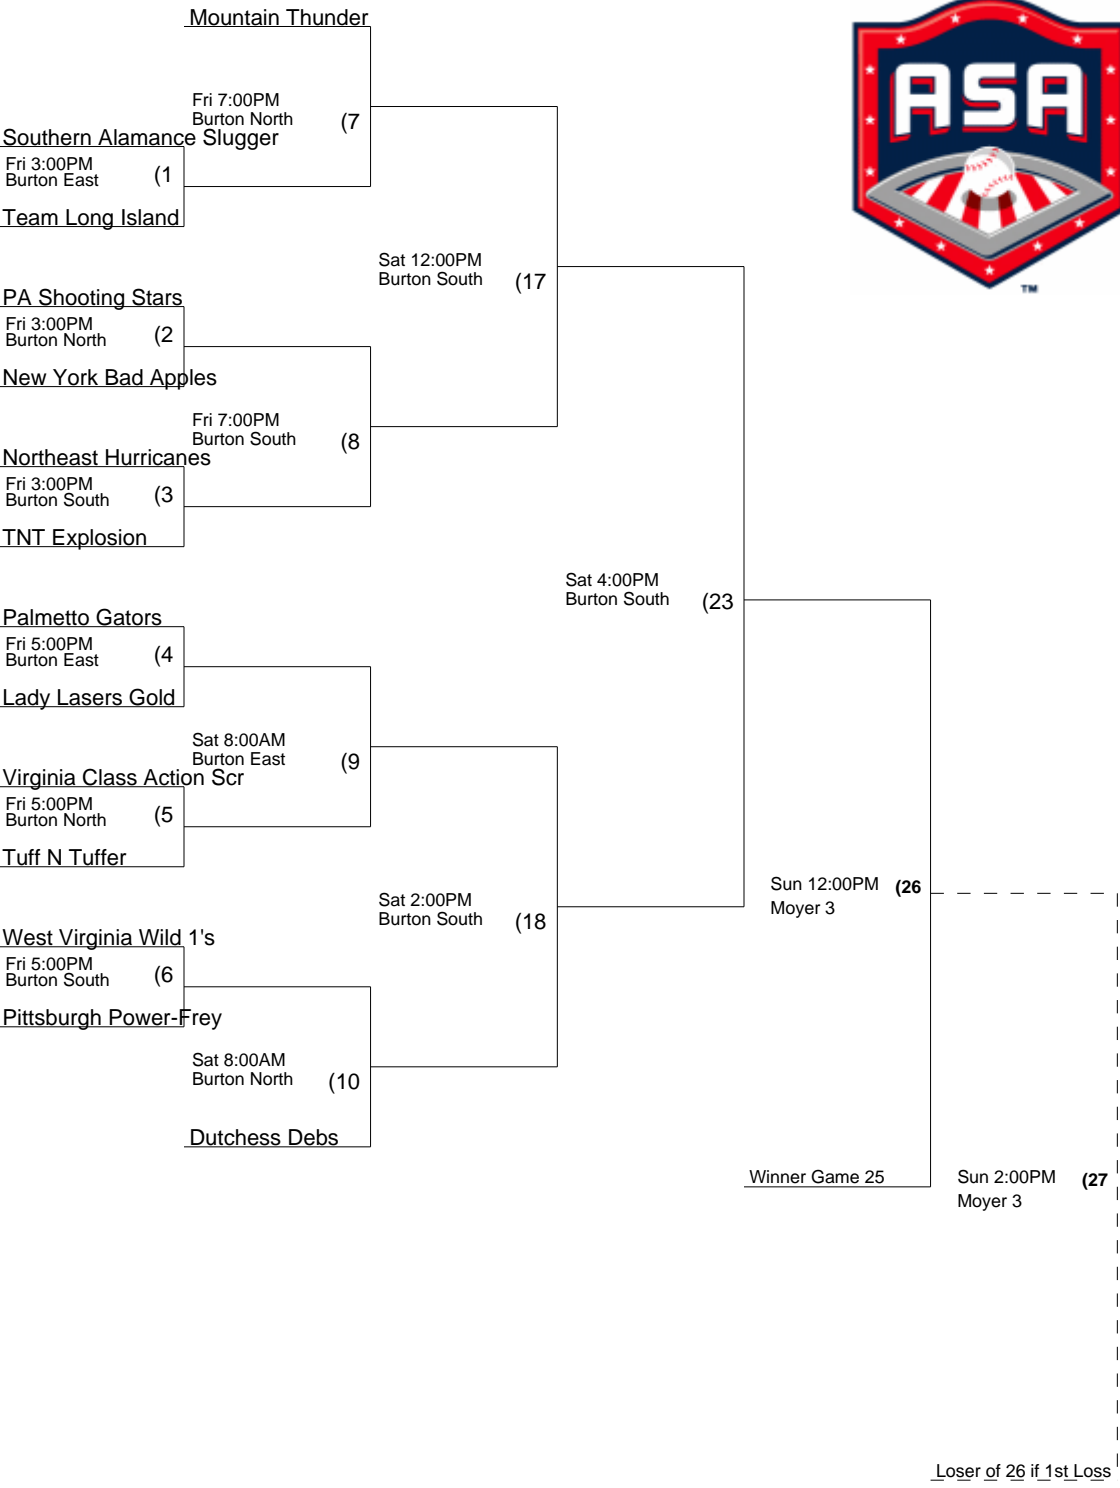 Mountain Thunder
ASA
TM
Fri 7:00PM
Burton North (7
Southern Alamance Slugger
Fri 3:00PM
Burton East (1
Team Long Island
Sat 12:00PM
Burton South (17
PA Shooting Stars
Fri 3:00PM
Burton North (2
New York Bad Apples
Fri 7:00PM
Burton South (8
Northeast Hurricanes
Fri 3:00PM
Burton South (3
TNT Explosion
Sat 4:00PM
Burton South (23
Palmetto Gators
Fri 5:00PM
Burton East (4
Lady Lasers Gold
Sat 8:00AM
Burton East (9
Virginia Class Action Scr
Fri 5:00PM
Burton North (5
Tuff N Tuffer
Sun 12:00PM (26
Moyer 3
Sat 2:00PM
Burton South (18
West Virginia Wild 1's
Fri 5:00PM
Burton South (6
Pittsburgh Power-Frey
Sat 8:00AM
Burton North (10
Dutchess Debs
Winner Game 25
Sun 2:00PM (27
Moyer 3
Loser of 26 if 1st Loss